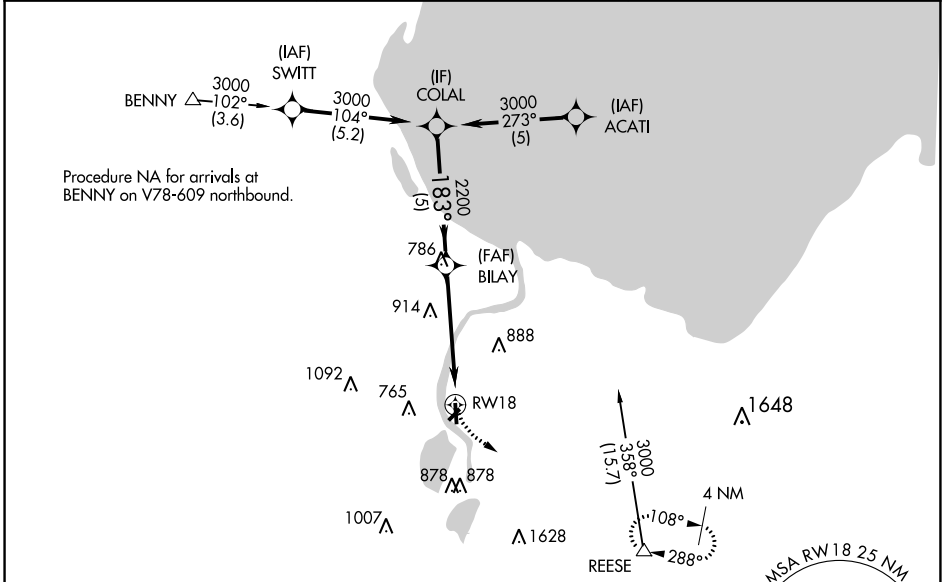 (IAF)
SWITT
BENNY
3000
102°
(3.6)
3000
104°
(5.2)
(IF)
COLAL
3000
273°
(5)
(IAF)
ACATI
Procedure NA for arrivals at
BENNY on V78-609 northbound.
2200
183°
(5)
786
(FAF)
BILAY
914
888
1092
765
RW18
1648
3000
358°
(15.7)
878
878
4 NM
108°
288°
1007
1628
REESE
MSA RW18 25 NM